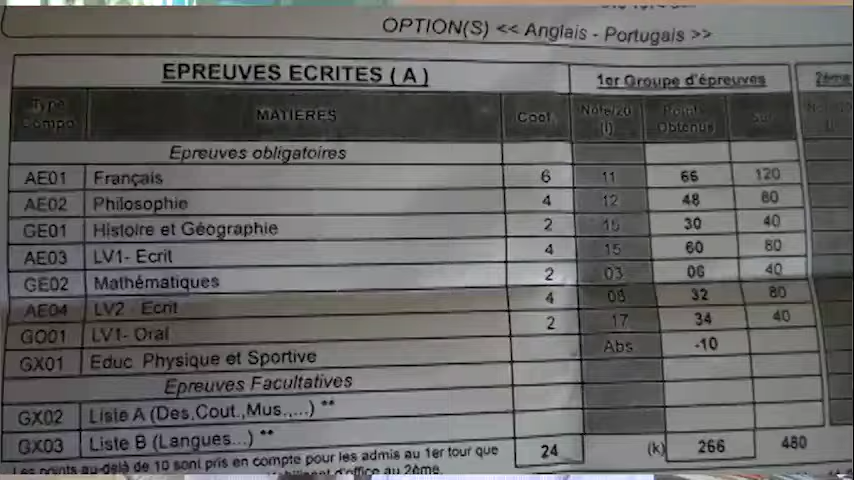 OPTION(S) << Anglais - Portugais >>
EPREUVES ECRITES ( A ) 1er Groupe d'épreuves 2ème
Type Compo MATIERES Coef. Note/20 (I) Points Obtenus Sur
Epreuves obligatoires
AE01 Français 6 11 66 120
AE02 Philosophie 4 12 48 80
GE01 Histoire et Géographie 2 15 30 40
AE03 LV1- Ecrit 4 15 60 80
GE02 Mathématiques 2 03 06 40
AE04 LV2 - Ecrit 4 08 32 80
GO01 LV1- Oral 2 17 34 40
GX01 Educ Physique et Sportive Abs -10
Epreuves Facultatives
GX02 Liste A (Des,Cout.,Mus.,...) **
GX03 Liste B (Langues...) ** 24 (k) 266 480
Les points au-delà de 10 sont pris en compte pour les admis au 1er tour que
d'office au 2ème.